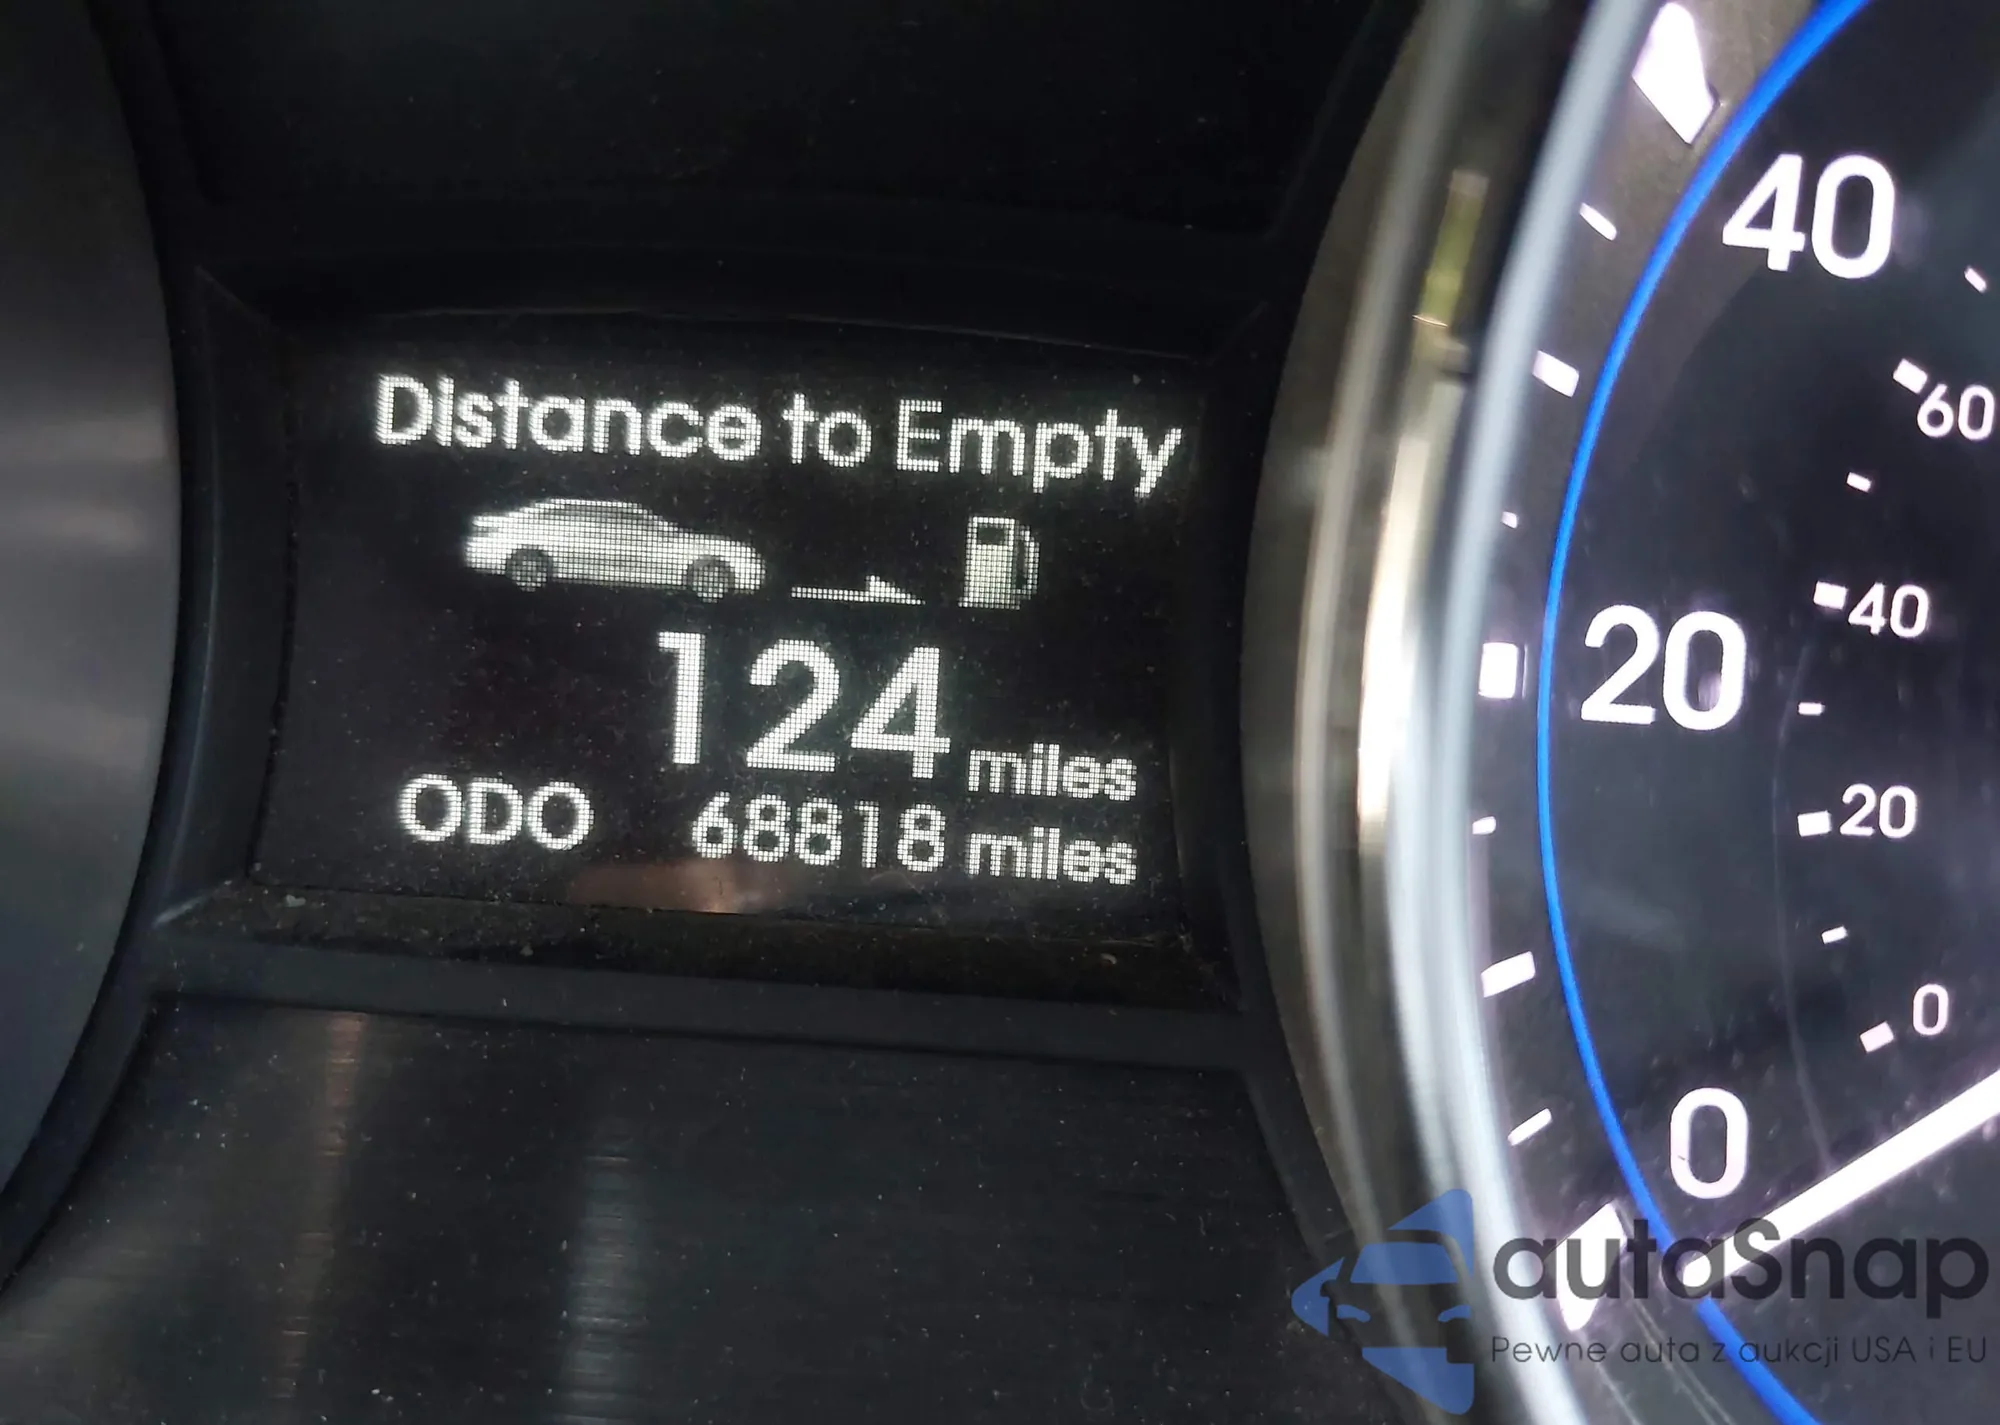 Distance to Empty
124 miles
ODO 68818 miles
40
60
20
40
20
0
0
autaSnap
Pewne auta z aukcji USA i EU